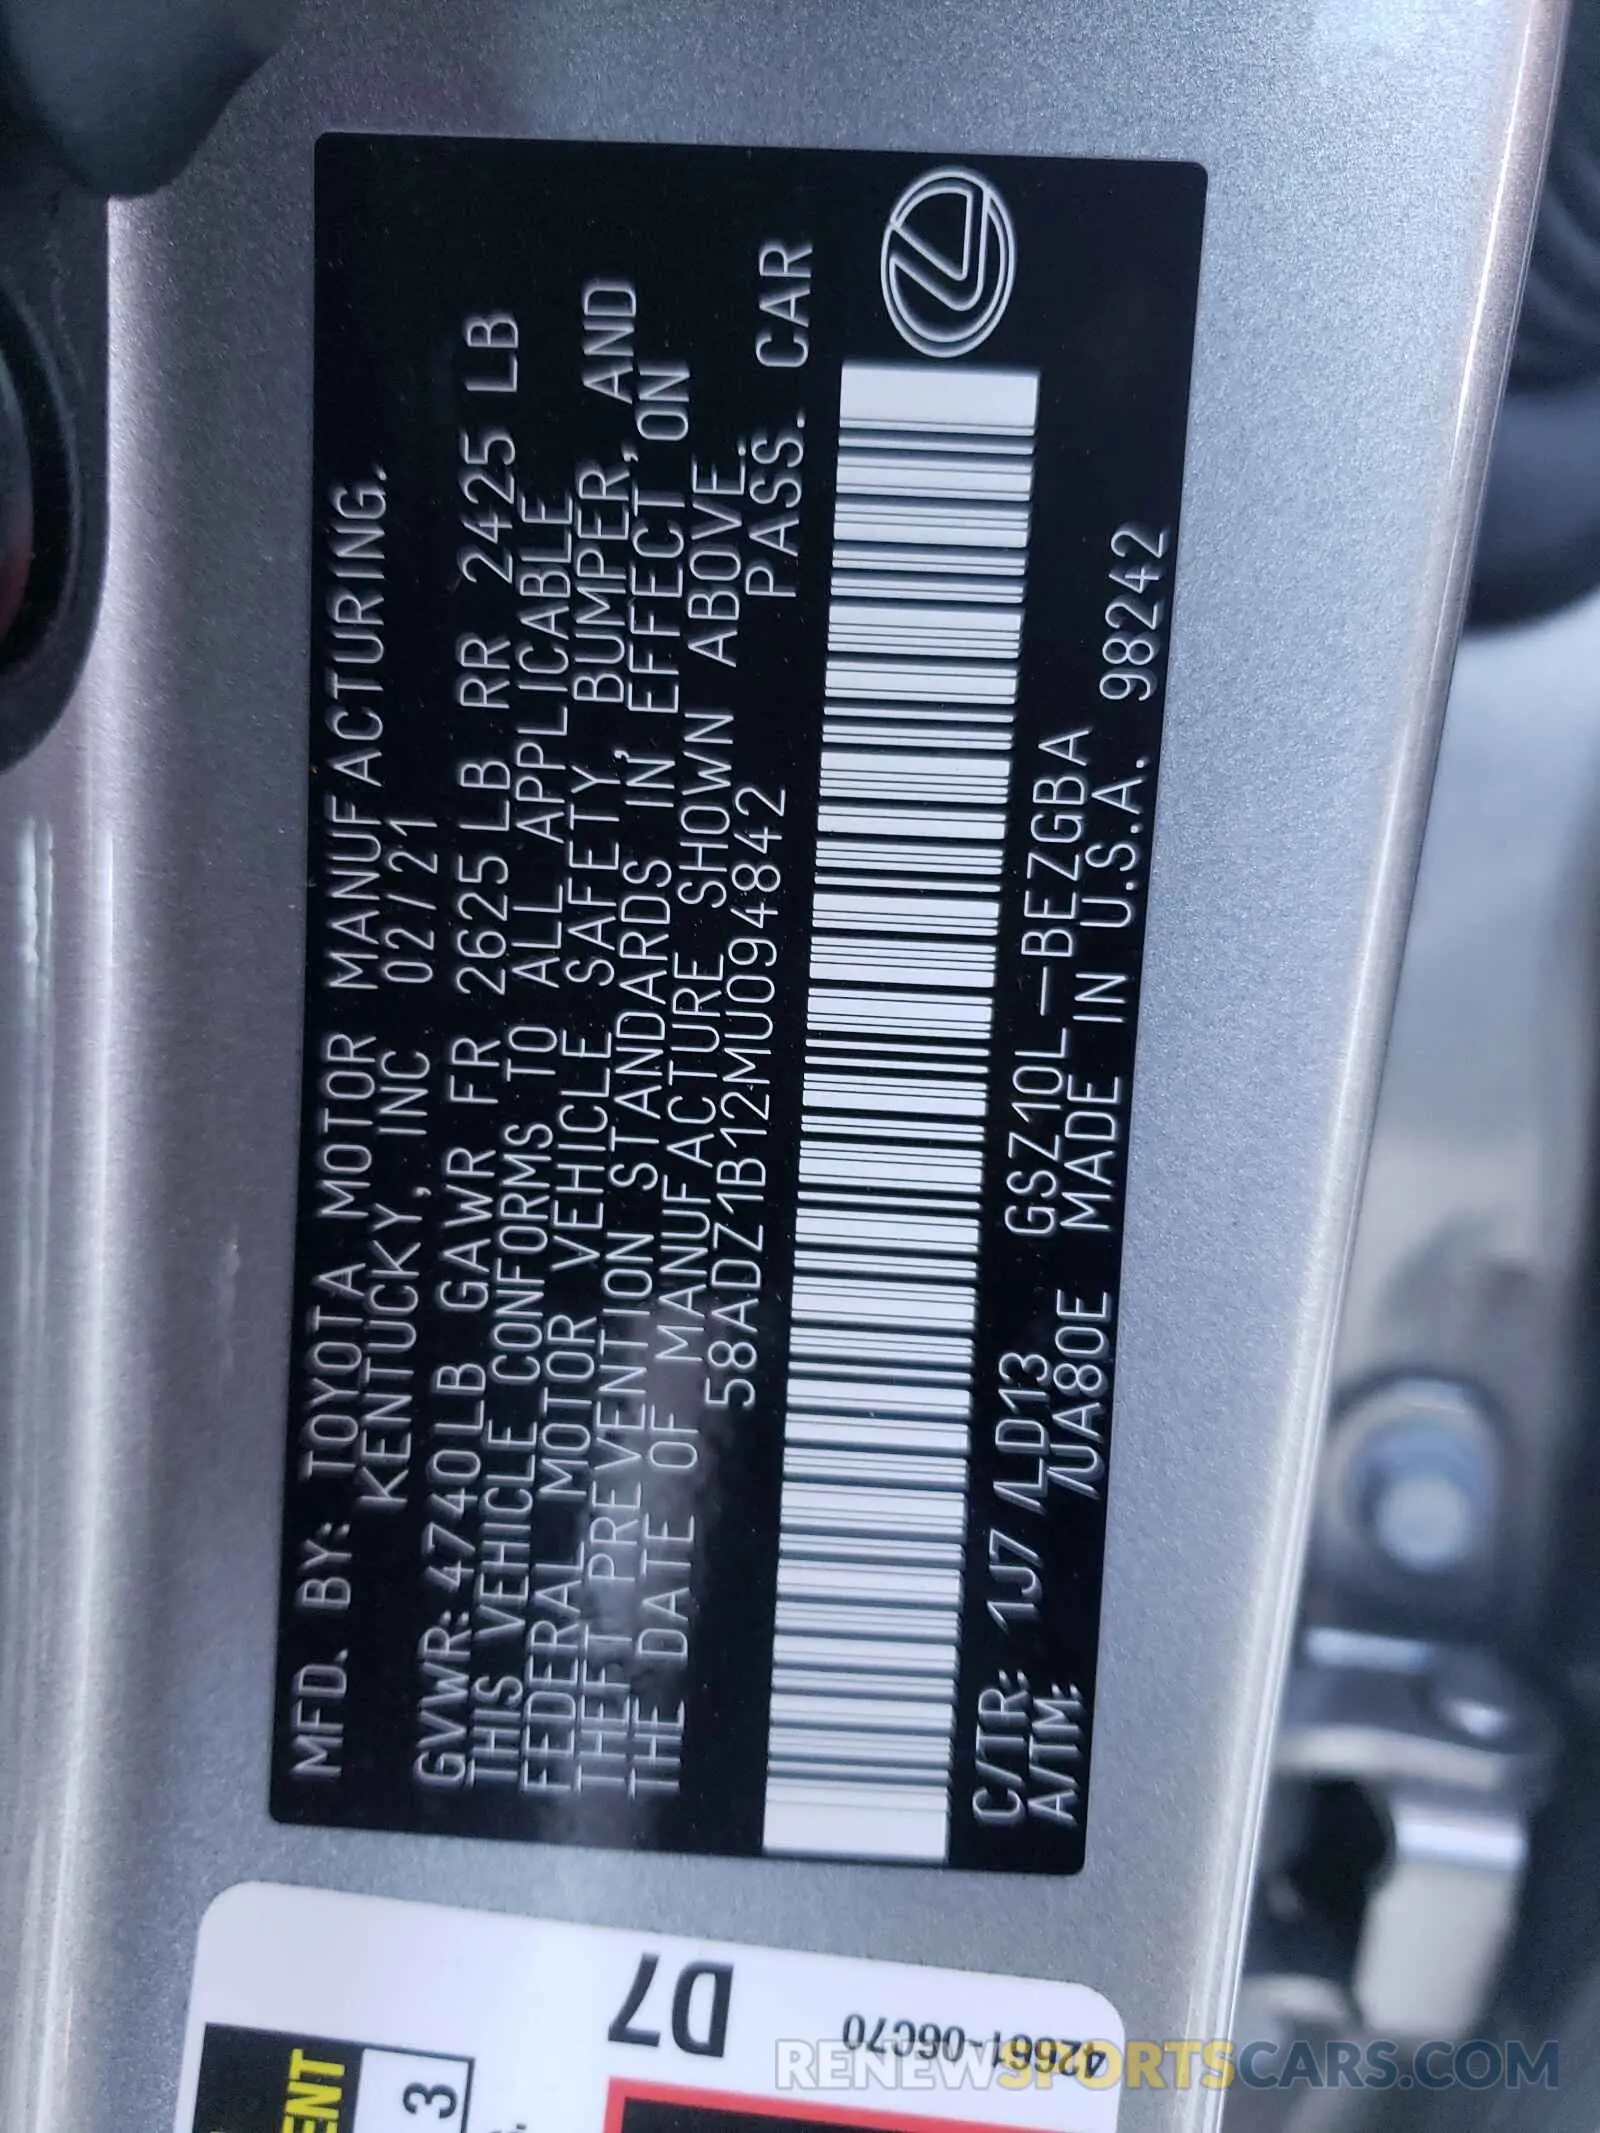 MFD. BY: TOYOTA MOTOR MANUFACTURING.
KENTUCKY, INC 02/21
GVWR: 4740LB GAWR FR 2625 LB RR 2425 LB
THIS VEHICLE CONFORMS TO ALL APPLICABLE
FEDERAL MOTOR VEHICLE SAFETY, BUMPER, AND
THEFT PREVENTION STANDARDS IN EFFECT ON
THE DATE OF MANUFACTURE SHOWN ABOVE.
58ADZ1B12MU094842 PASS. CAR
C/TR: 1J7 /LD13 GSZ10L-BEZGBA
A/TM: /UA80E MADE IN U.S.A. 98242
D7
42661-06C70
ENT
3
RENEWSPORTSCARS.COM